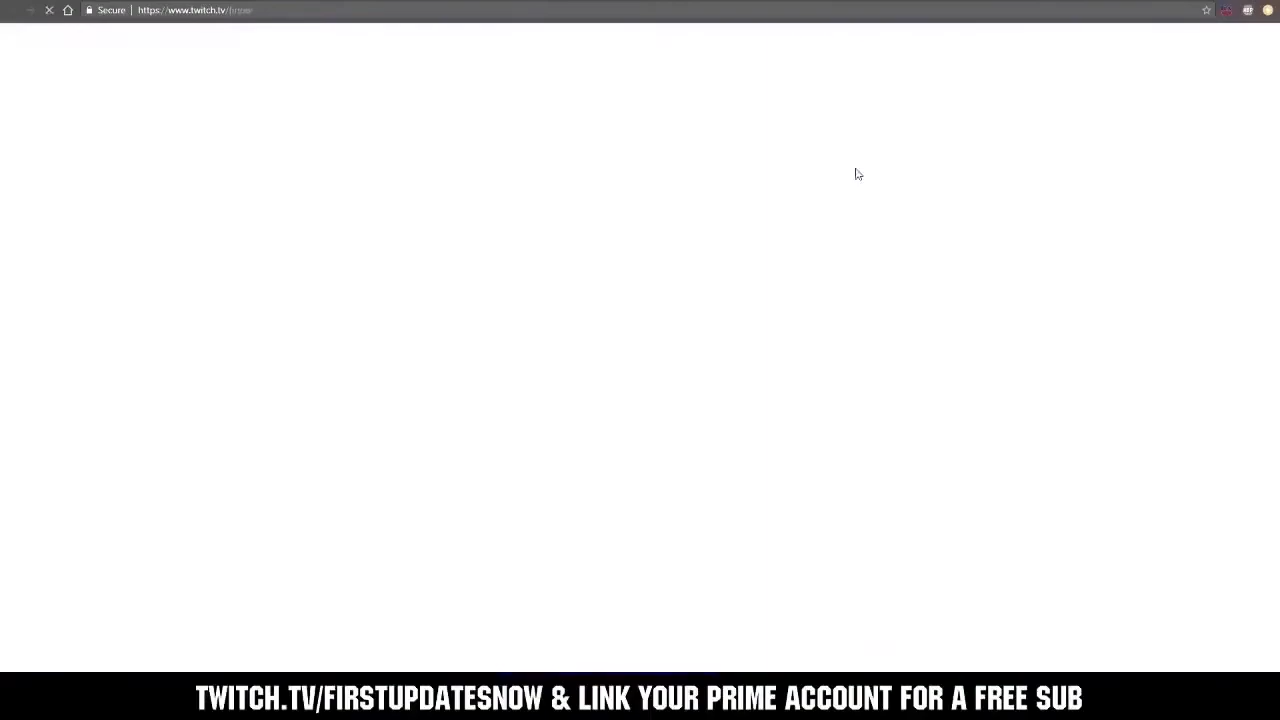 Secure | https://www.twitch.tv/
TWITCH.TV/FIRSTUPDATESNOW & LINK YOUR PRIME ACCOUNT FOR A FREE SUB